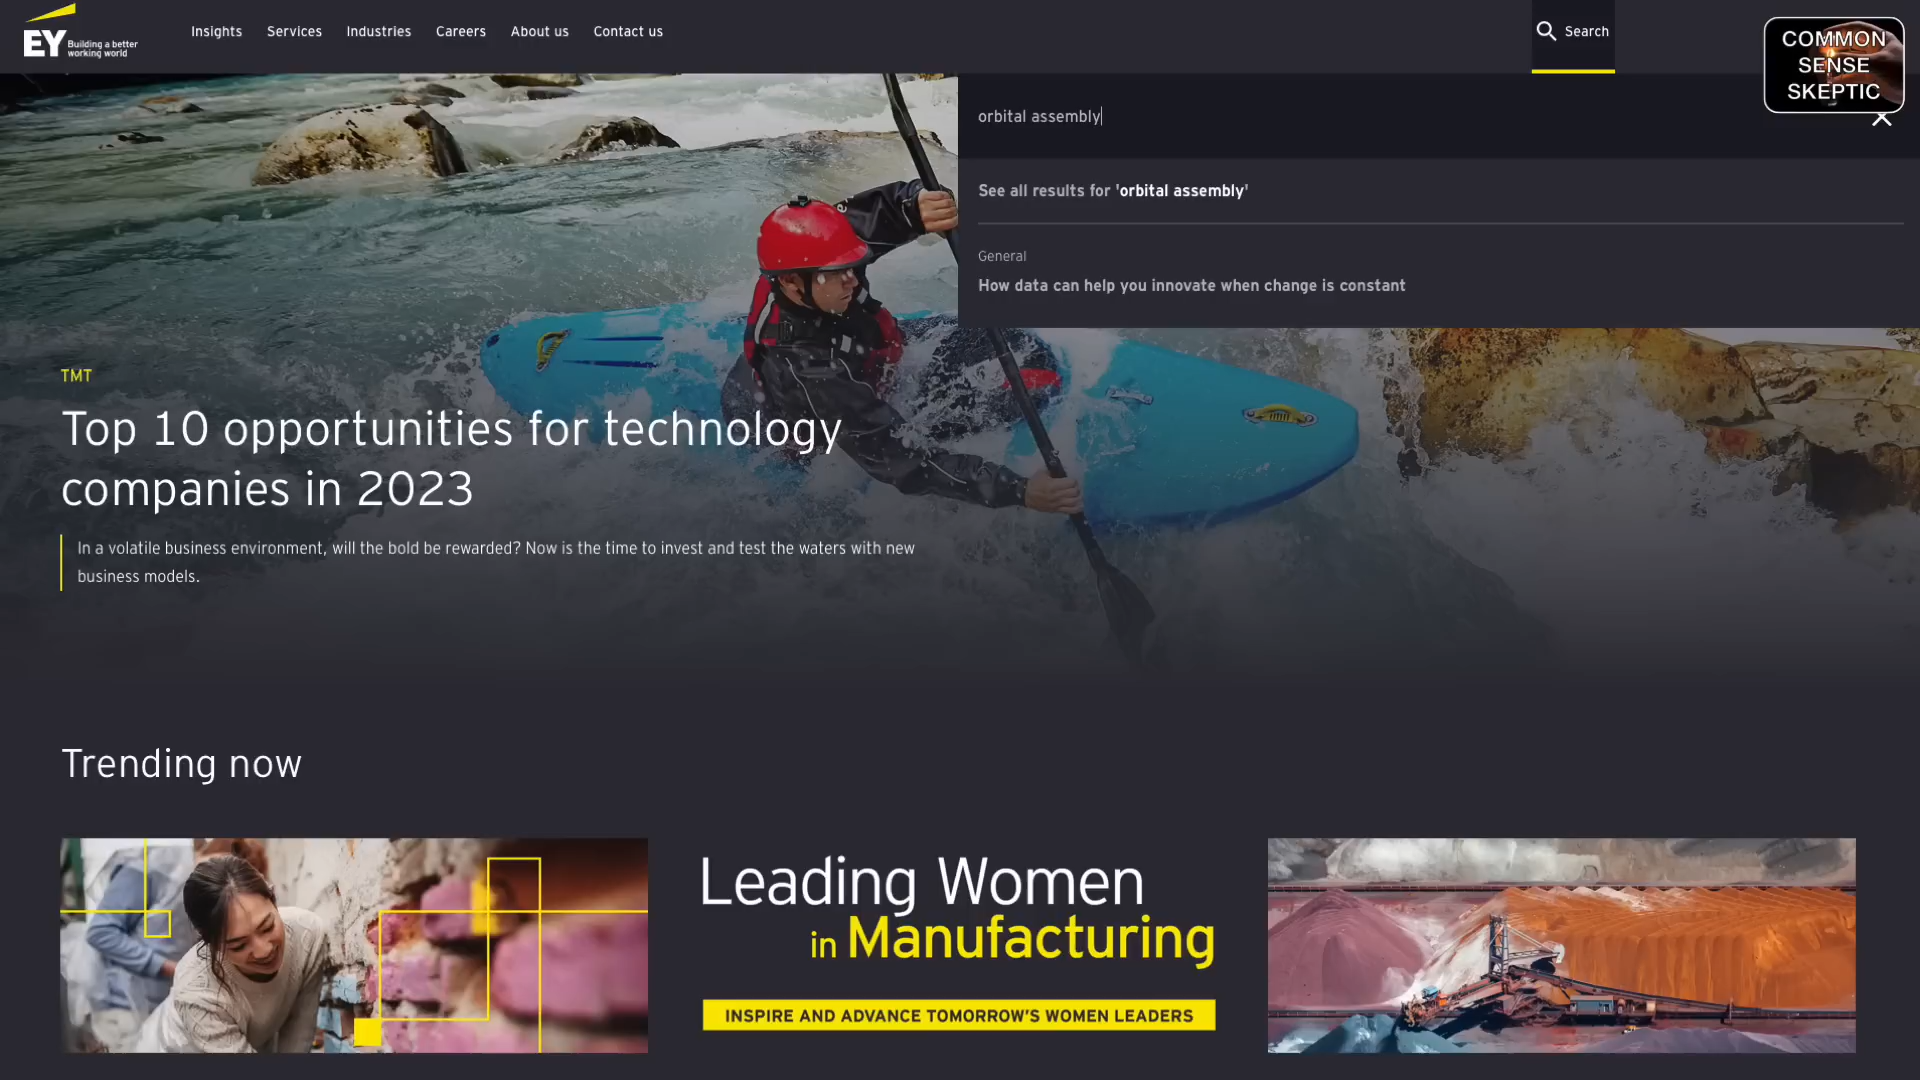 EY Building a better
working world
Insights Services Industries Careers About us Contact us
Search
COMMON
SENSE
SKEPTIC
orbital assembly
See all results for 'orbital assembly'
General
How data can help you innovate when change is constant
TMT
Top 10 opportunities for technology
companies in 2023
In a volatile business environment, will the bold be rewarded? Now is the time to invest and test the waters with new
business models.
Trending now
Leading Women
in Manufacturing
INSPIRE AND ADVANCE TOMORROW'S WOMEN LEADERS